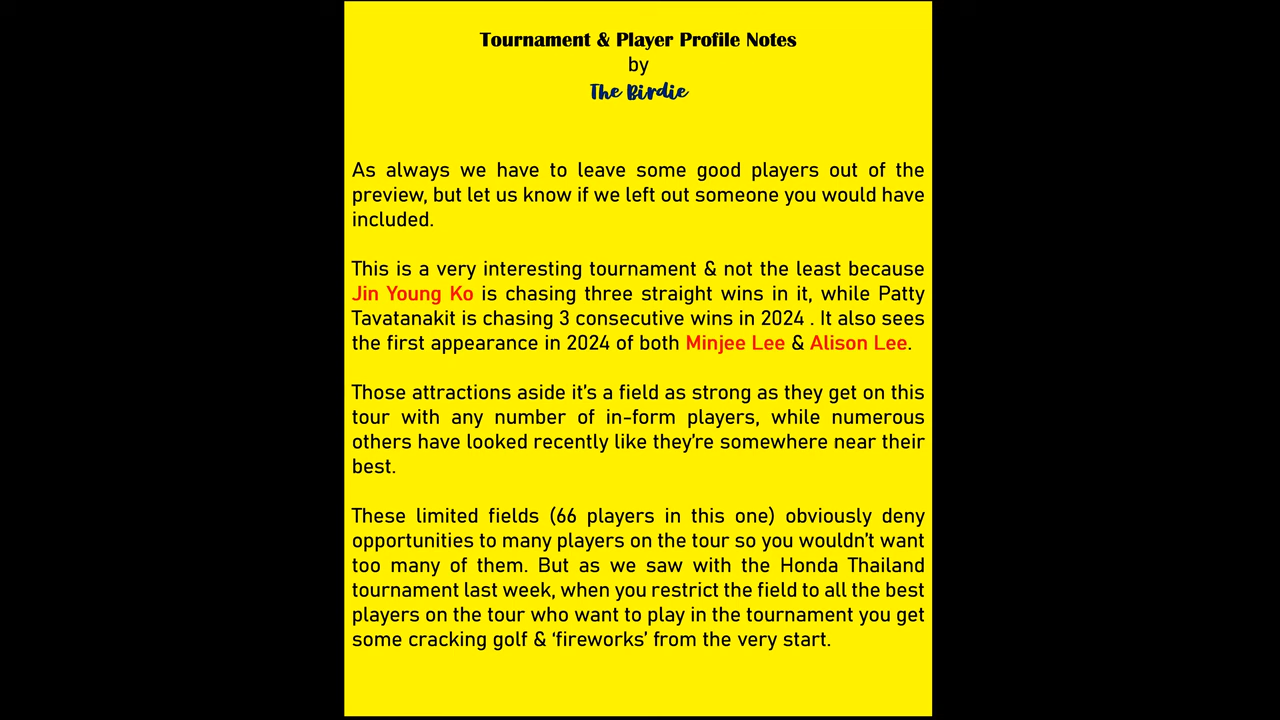 Tournament & Player Profile Notes
by
The Birdie
As always we have to leave some good players out of the
preview, but let us know if we left out someone you would have
included.
This is a very interesting tournament & not the least because
Jin Young Ko is chasing three straight wins in it, while Patty
Tavatanakit is chasing 3 consecutive wins in 2024 . It also sees
the first appearance in 2024 of both Minjee Lee & Alison Lee.
Those attractions aside it's a field as strong as they get on this
tour with any number of in-form players, while numerous
others have looked recently like they're somewhere near their
best.
These limited fields (66 players in this one) obviously deny
opportunities to many players on the tour so you wouldn't want
too many of them. But as we saw with the Honda Thailand
tournament last week, when you restrict the field to all the best
players on the tour who want to play in the tournament you get
some cracking golf & ‘fireworks’ from the very start.